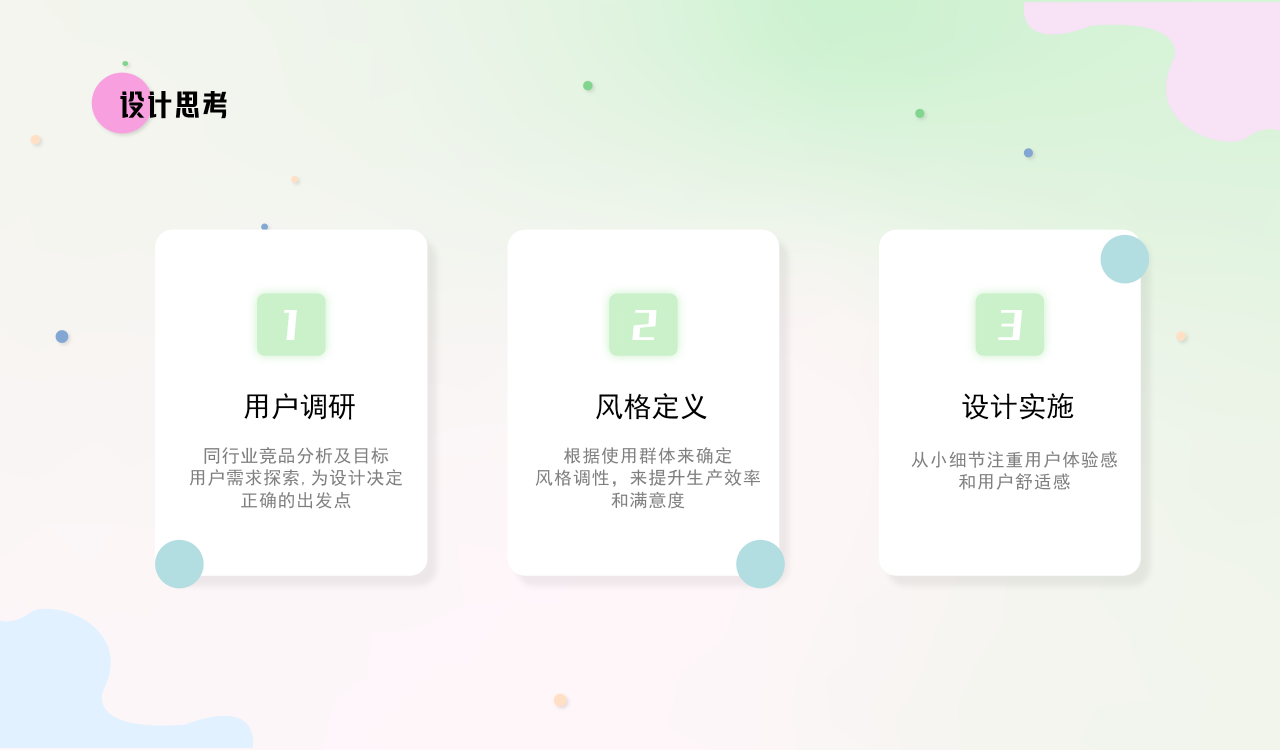 设计思考
1
用户调研
同行业竞品分析及目标
用户需求探索, 为设计决定
正确的出发点
2
风格定义
根据使用群体来确定
风格调性，来提升生产效率
和满意度
3
设计实施
从小细节注重用户体验感
和用户舒适感